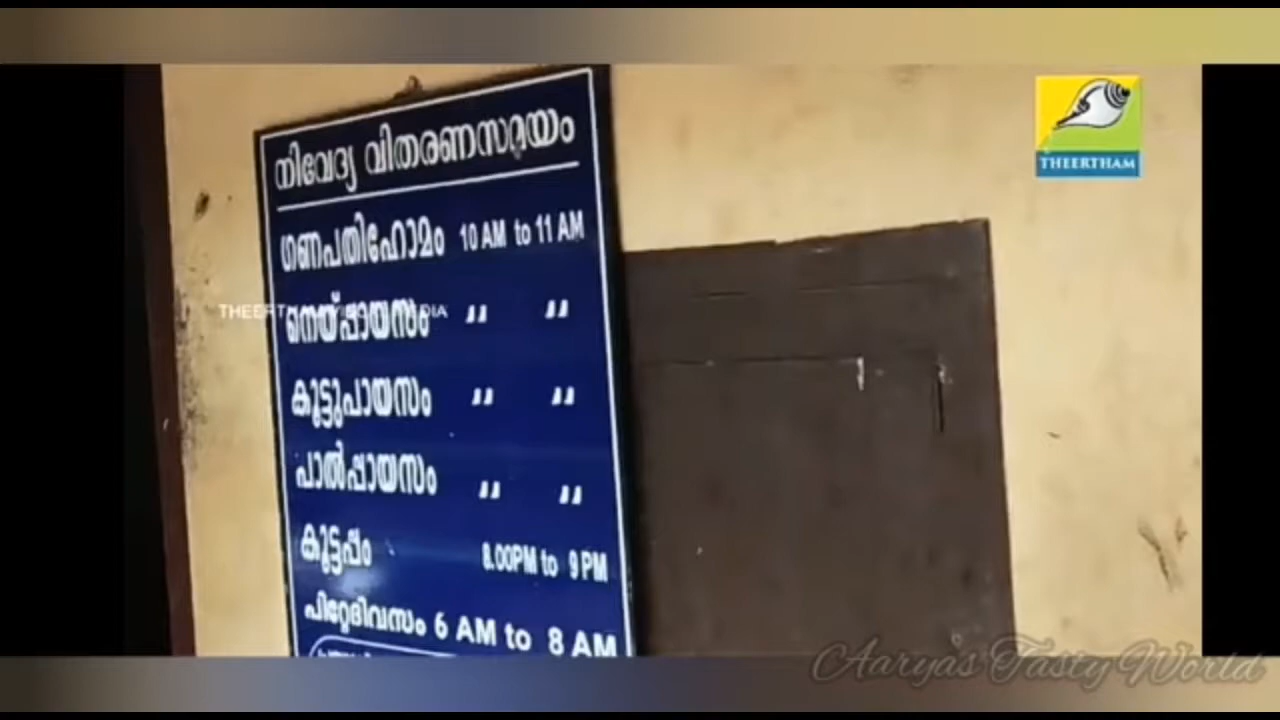 THEERTHAM
നിവേദ്യ വിതരണസമയം
ഗണപതിഹോമം 10 AM to 11 AM
നെയ്പ്പായസം " "
കൂട്ടുപായസം " "
പാൽപ്പായസം " "
കൂട്ടപ്പം 8.00PM to 9 PM
പിറ്റേദിവസം 6 AM to 8 AM
Aarya's Tasty World